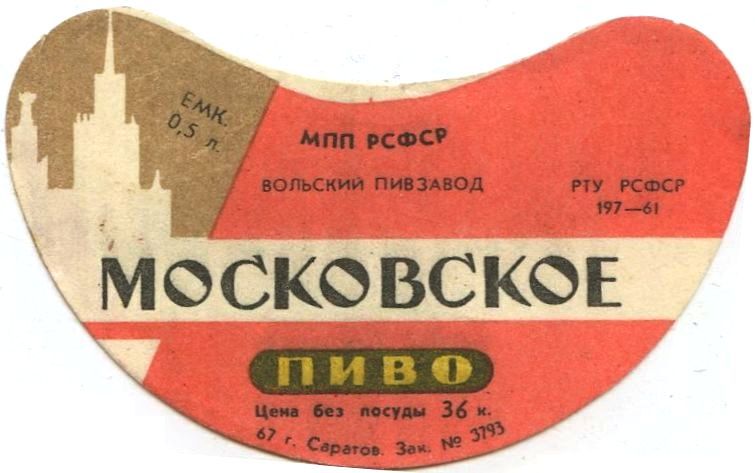 ЕМК.
0,5 л.
МПП РСФСР
ВОЛЬСКИЙ ПИВЗАВОД
РТУ РСФСР
197—61
МОСКОВСКОЕ
ПИВО
Цена без посуды 36 к.
67 г. Саратов. Зак. № 3793